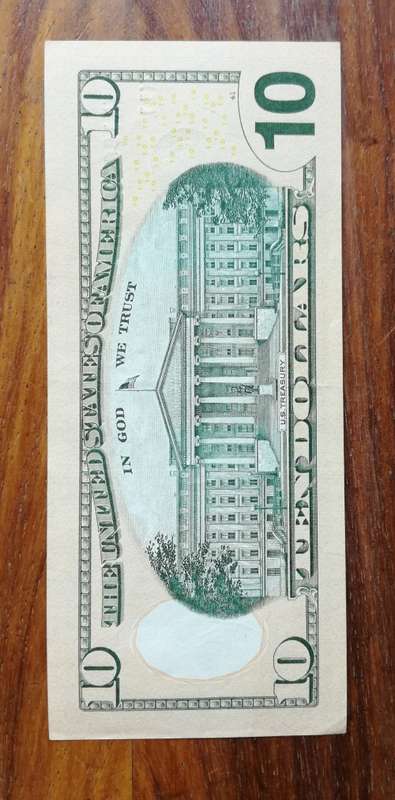 10
THE UNITED STATES OF AMERICA
10
IN GOD WE TRUST
U.S. TREASURY
10
TEN DOLLARS
10